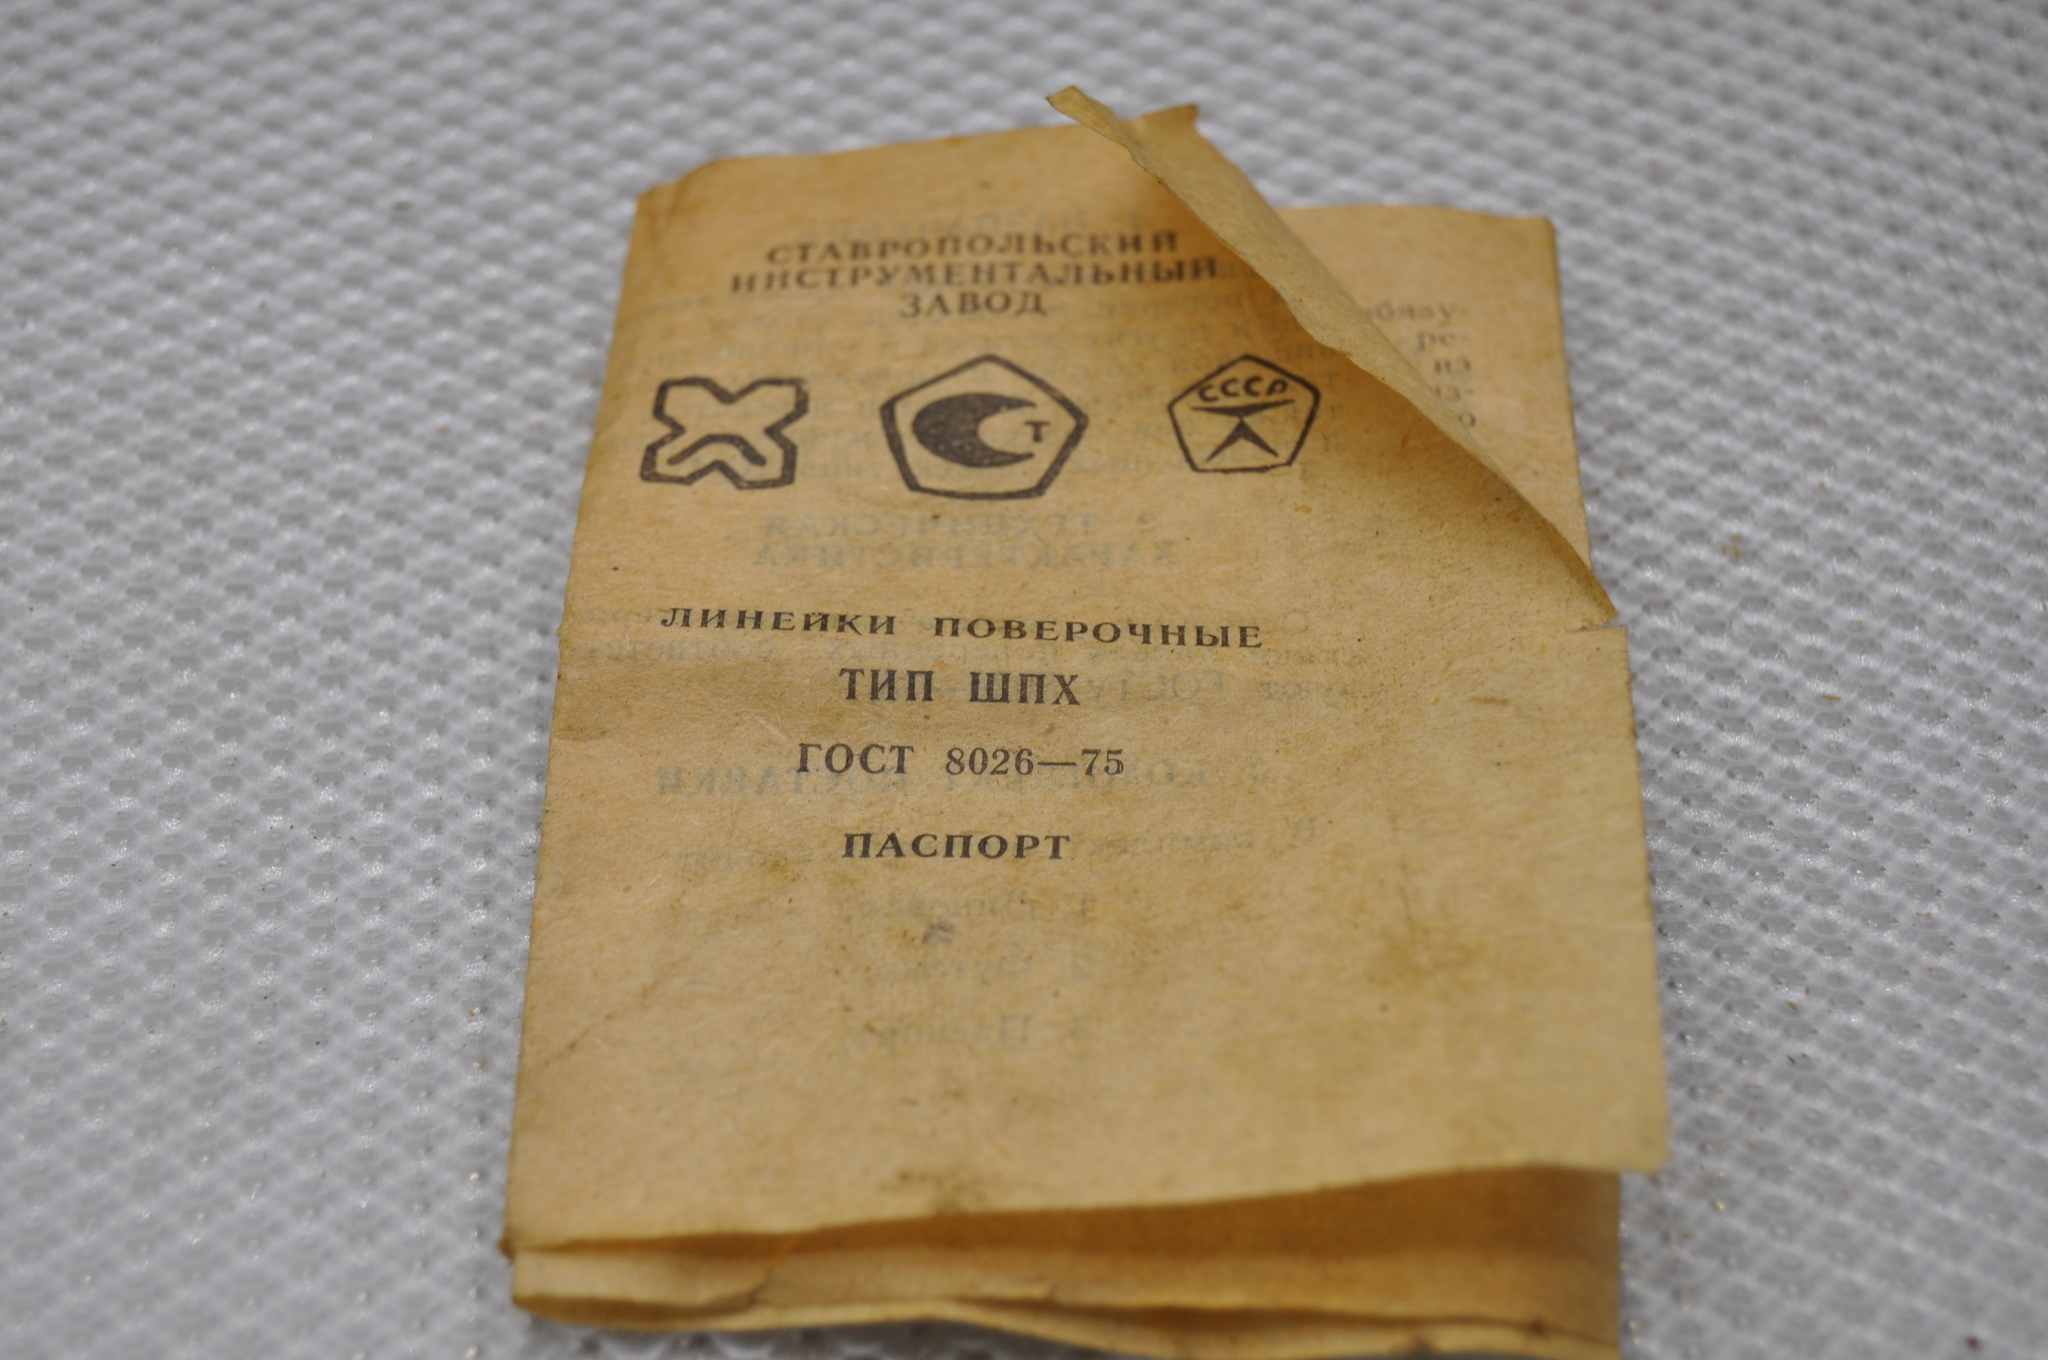 СТАВРОПОЛЬСКИЙ
ИНСТРУМЕНТАЛЬНЫЙ
ЗАВОД
Т
СССР
ЛИНЕЙКИ ПОВЕРОЧНЫЕ
ТИП ШПХ
ГОСТ 8026—75
ПАСПОРТ